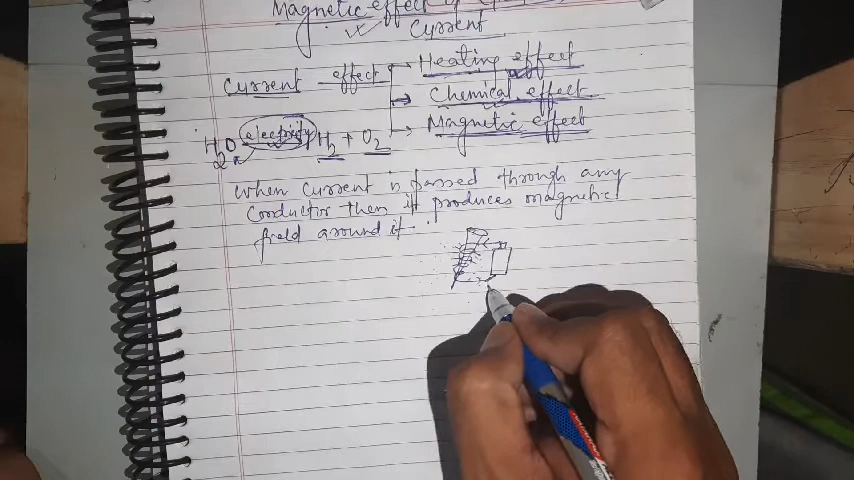 Magnetic effect of
Current
Current effect
Heating effect
Chemical effect
Magnetic effect
H2O electricity H2 + O2
When current is passed through any
Conductor then it produces magnetic
field around it.